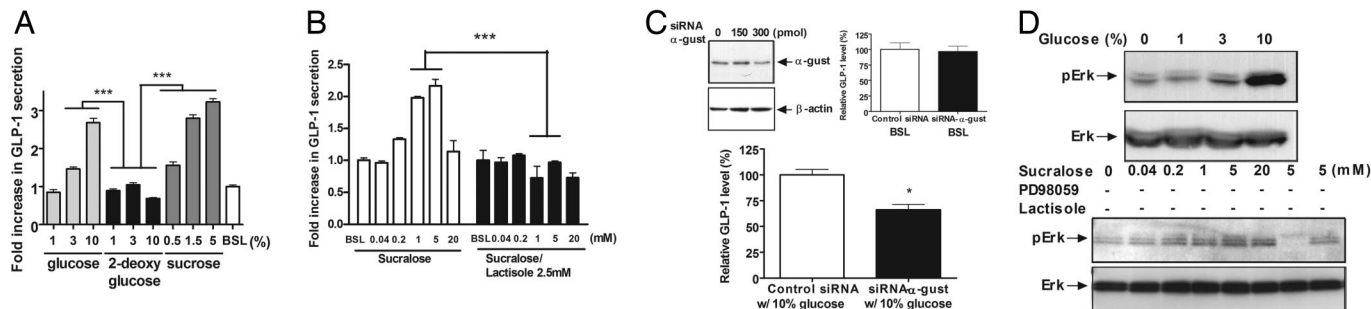 A
Fold increase in GLP-1 secretion
3
2
1
0
***
***
1 3 10 1 3 10 0.5 1.5 5 BSL (%)
glucose 2-deoxy sucrose
glucose
B
Fold increase in GLP-1 secretion
2.5
2.0
1.5
1.0
0.5
0.0
***
BSL 0.04 0.2 1 5 20 BSL 0.04 0.2 1 5 20 (mM)
Sucralose Sucralose/
Lactisole 2.5mM
C
siRNA
α-gust 0 150 300 (pmol)
α-gust
β-actin
Relative GLP-1 level (%)
125
100
75
50
25
0
Control siRNA siRNA-α-gust
BSL BSL
Relative GLP-1 level (%)
125
100
75
50
25
0
*
Control siRNA siRNAα-gust
w/ 10% glucose w/ 10% glucose
D
Glucose (%) 0 1 3 10
pErk
Erk
Sucralose 0 0.04 0.2 1 5 20 5 5 (mM)
PD98059 - - - - - - - -
Lactisole - - - - - - - -
pErk
Erk